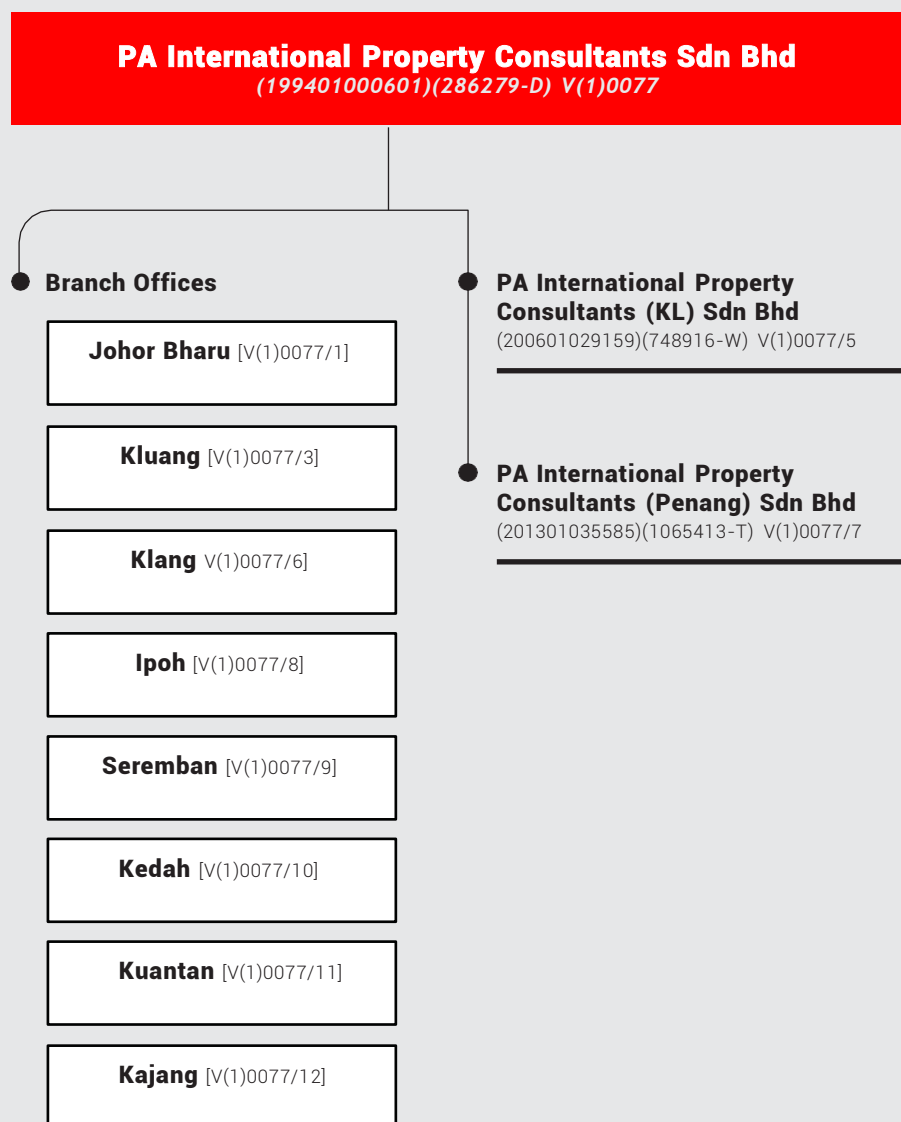 PA International Property Consultants Sdn Bhd
(199401000601)(286279-D) V(1)0077
Branch Offices
Johor Bharu [V(1)0077/1]
Kluang [V(1)0077/3]
Klang V(1)0077/6]
Ipoh [V(1)0077/8]
Seremban [V(1)0077/9]
Kedah [V(1)0077/10]
Kuantan [V(1)0077/11]
Kajang [V(1)0077/12]
PA International Property
Consultants (KL) Sdn Bhd
(200601029159)(748916-W) V(1)0077/5
PA International Property
Consultants (Penang) Sdn Bhd
(201301035585)(1065413-T) V(1)0077/7